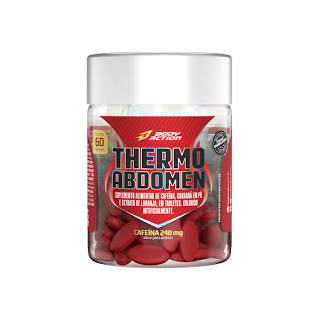 60
BODY
ACTION
THERMO
ABDOMEN
SUPLEMENTO ALIMENTAR DE CAFEÍNA, GUARANÁ EM PÓ
E EXTRATO DE LARANJA, EM TABLETES. COLORIDO
ARTIFICIALMENTE.
CAFEÍNA 240 mg